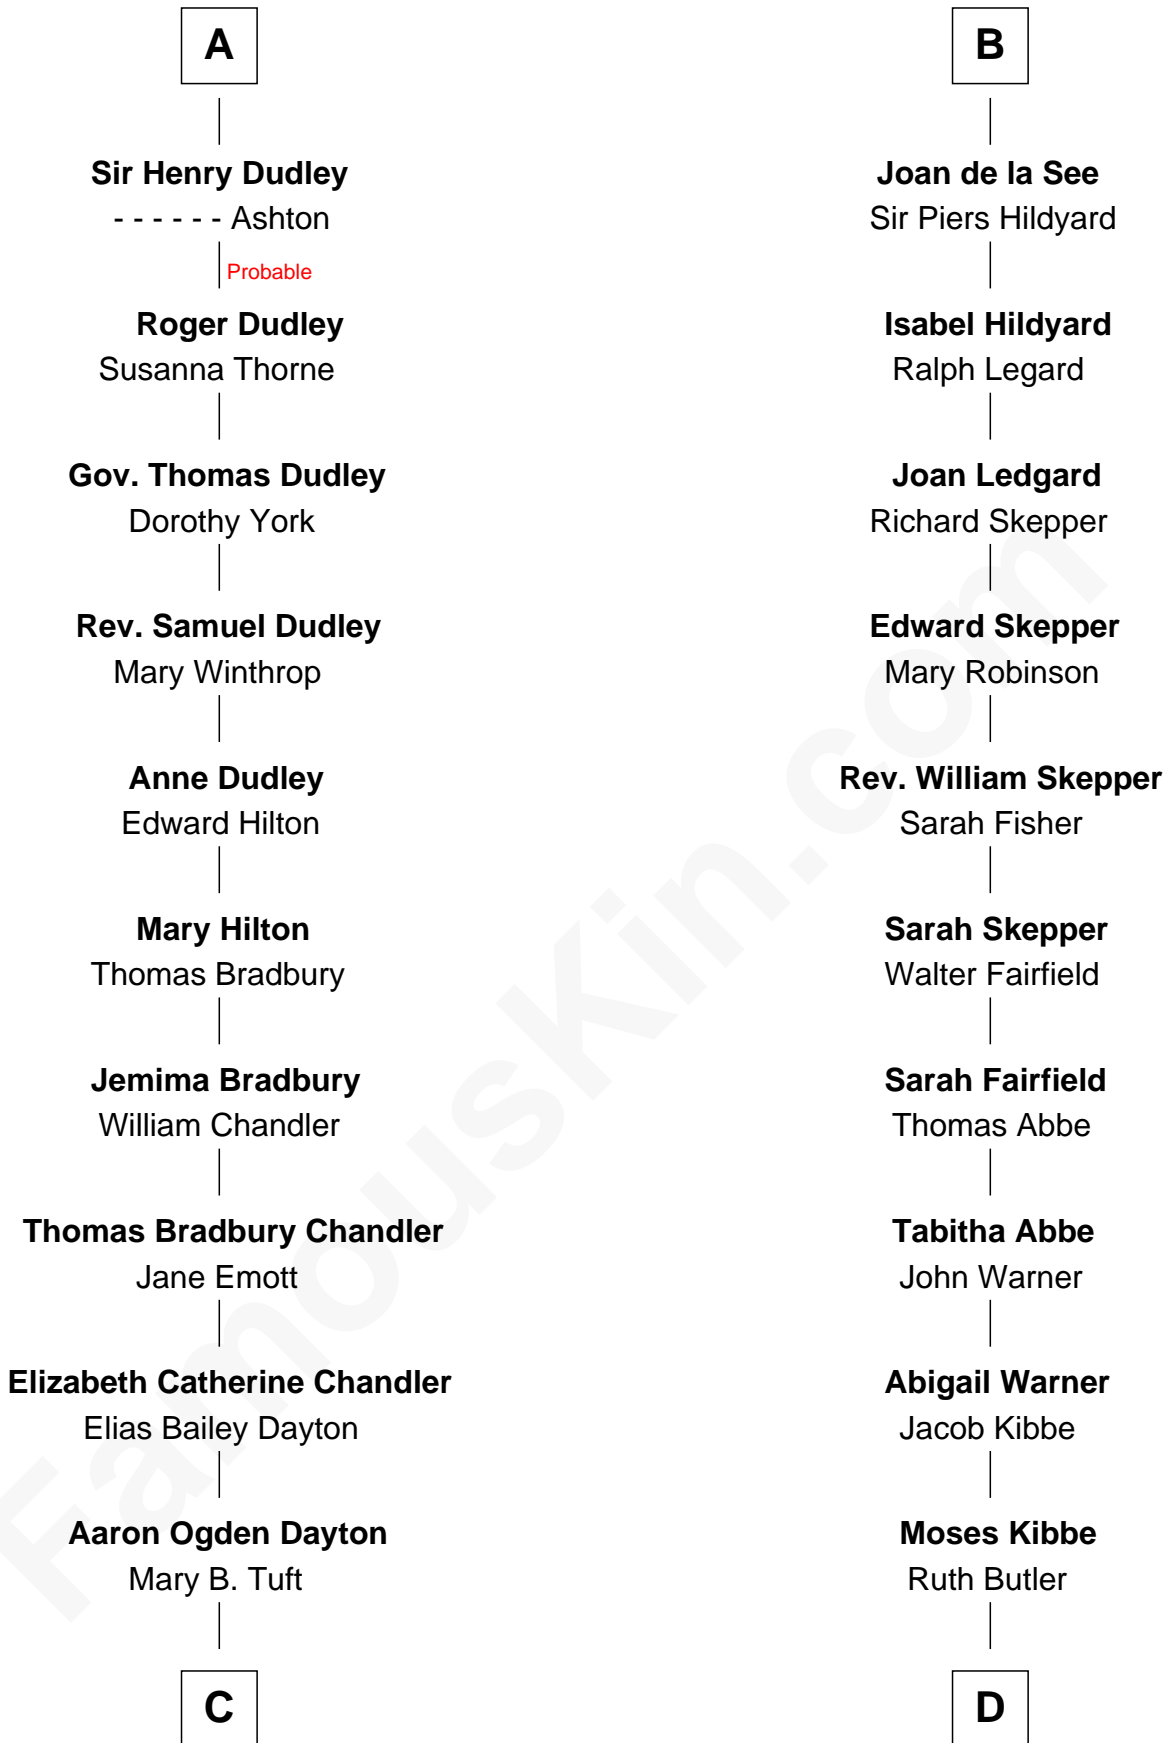 A
Sir Henry Dudley
- - - - - - Ashton
Probable
Roger Dudley
Susanna Thorne
Gov. Thomas Dudley
Dorothy York
Rev. Samuel Dudley
Mary Winthrop
Anne Dudley
Edward Hilton
Mary Hilton
Thomas Bradbury
Jemima Bradbury
William Chandler
Thomas Bradbury Chandler
Jane Emott
Elizabeth Catherine Chandler
Elias Bailey Dayton
Aaron Ogden Dayton
Mary B. Tuft
C
B
Joan de la See
Sir Piers Hildyard
Isabel Hildyard
Ralph Legard
Joan Ledgard
Richard Skepper
Edward Skepper
Mary Robinson
Rev. William Skepper
Sarah Fisher
Sarah Skepper
Walter Fairfield
Sarah Fairfield
Thomas Abbe
Tabitha Abbe
John Warner
Abigail Warner
Jacob Kibbe
Moses Kibbe
Ruth Butler
D
FamousKin.com